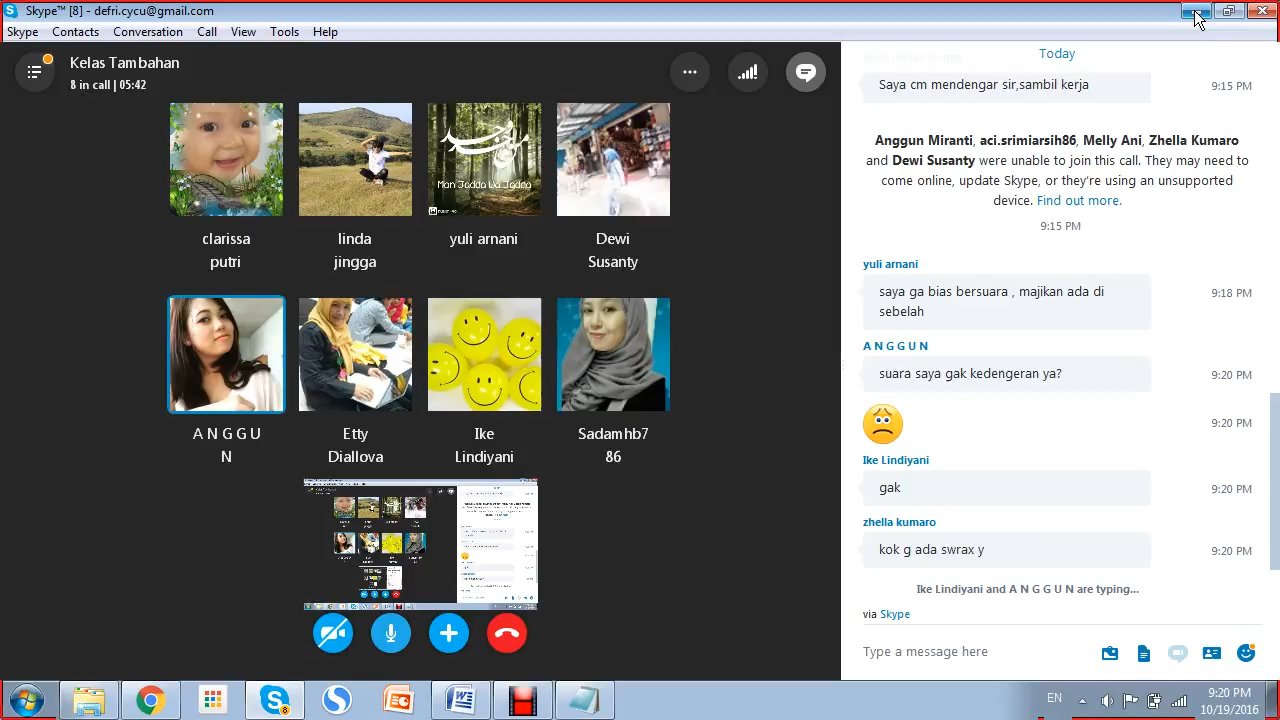 Skype™ [8] - defri.cycu@gmail.com
Skype Contacts Conversation Call View Tools Help
Kelas Tambahan
8 in call | 05:42
Man Jadda Wa Jadda
clarissa putri
linda jingga
yuli arnani
Dewi Susanty
A N G G U N
Etty Diallova
Ike Lindiyani
Sadamhb786
Today
Saya cm mendengar sir,sambil kerja
9:15 PM
Anggun Miranti, aci.srimiarsih86, Melly Ani, Zhella Kumaro
and Dewi Susanty were unable to join this call. They may need to
come online, update Skype, or they're using an unsupported
device. Find out more.
9:15 PM
yuli arnani
saya ga bias bersuara , majikan ada di
sebelah
9:18 PM
A N G G U N
suara saya gak kedengeran ya?
9:20 PM
9:20 PM
Ike Lindiyani
gak
9:20 PM
zhella kumaro
kok g ada swrax y
9:20 PM
Ike Lindiyani and A N G G U N are typing...
via Skype
Type a message here
8
EN
9:20 PM
10/19/2016